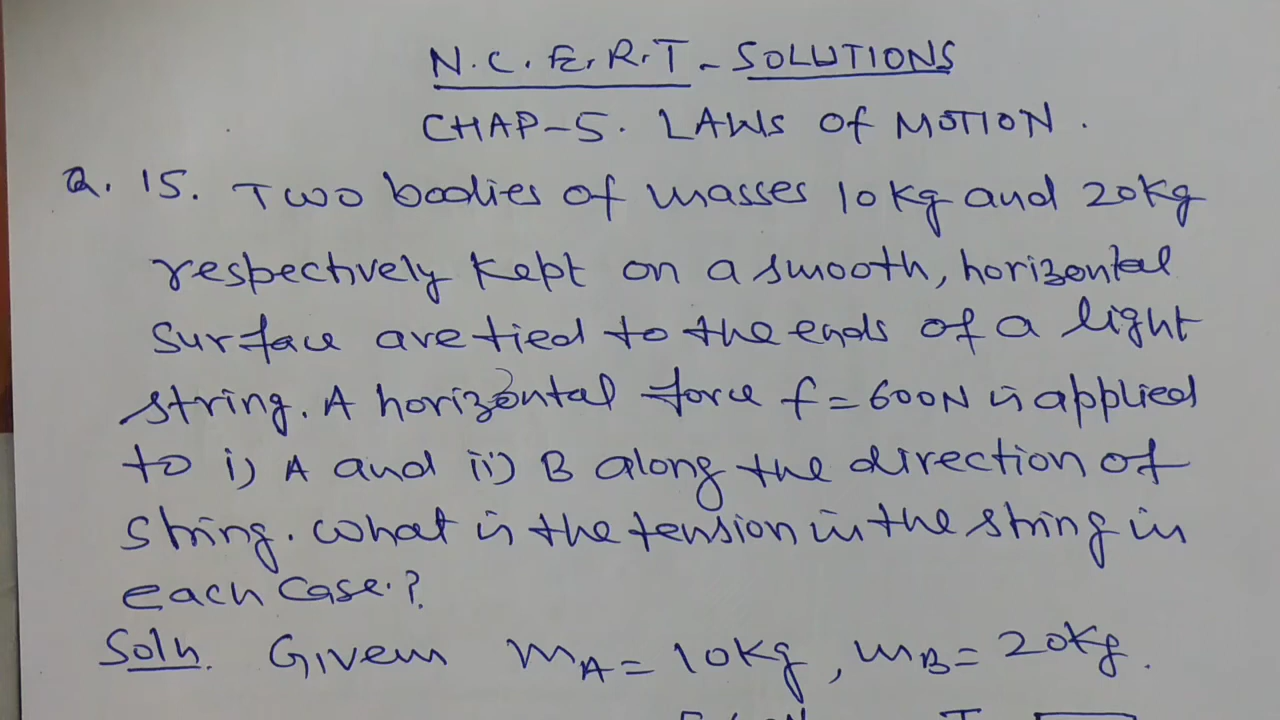 N.C.E.R.T - SOLUTIONS
CHAP-5. LAWS OF MOTION.
Q. 15. Two bodies of masses 10kg and 20kg
respectively kept on a smooth, horizontal
surface are tied to the ends of a light
string. A horizontal force f = 600N is applied
to i) A and ii) B along the direction of
string. What is the tension in the string in
each case.?
Soln. Given mA = 10kg, mB = 20kg.